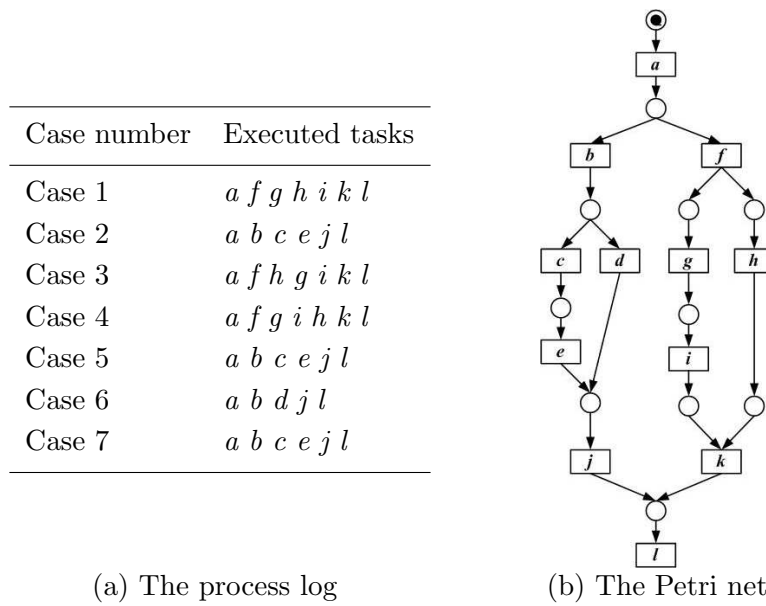 Case number Executed tasks
Case 1 a f g h i k l
Case 2 a b c e j l
Case 3 a f h g i k l
Case 4 a f g i h k l
Case 5 a b c e j l
Case 6 a b d j l
Case 7 a b c e j l
(a) The process log
a
b f
c d g h
e i
j k
l
(b) The Petri net